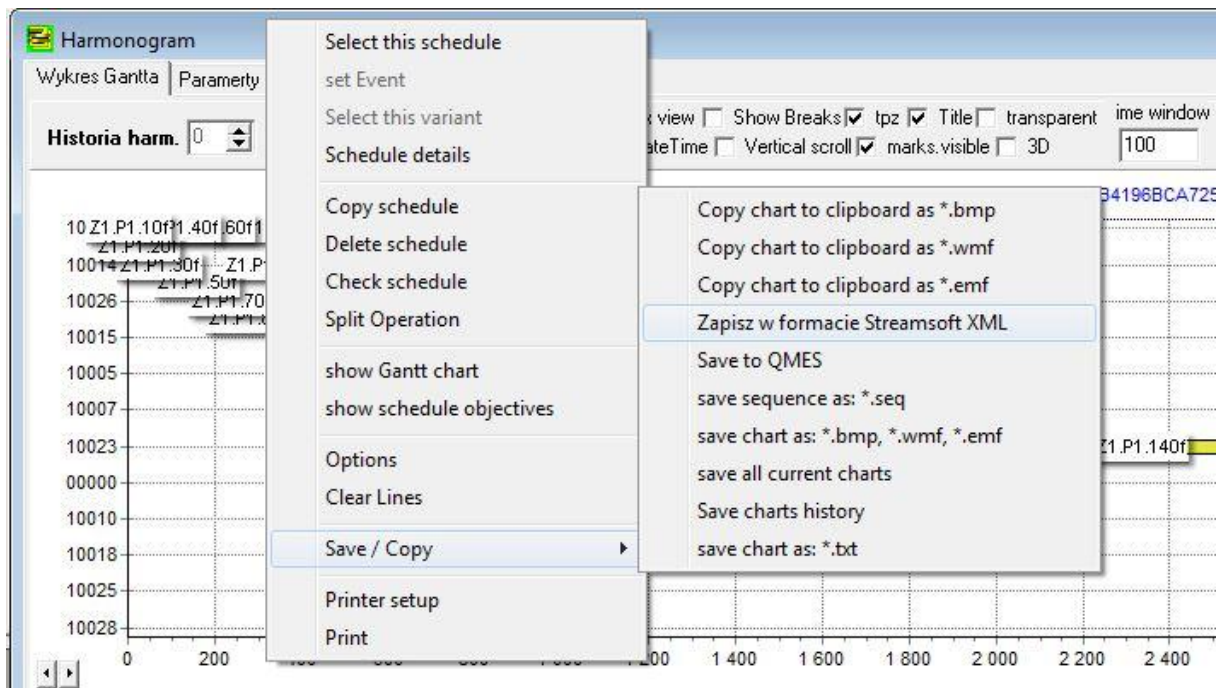 Harmonogram
Wykres Gantta Paramerty
Historia harm. 0
view Show Breaks tpz Title transparent ime window
ateTime Vertical scroll marks.visible 3D 100
Select this schedule
set Event
Select this variant
Schedule details
Copy schedule
Delete schedule
Check schedule
Split Operation
show Gantt chart
show schedule objectives
Options
Clear Lines
Save / Copy
Printer setup
Print
Copy chart to clipboard as *.bmp
Copy chart to clipboard as *.wmf
Copy chart to clipboard as *.emf
Zapisz w formacie Streamsoft XML
Save to QMES
save sequence as: *.seq
save chart as: *.bmp, *.wmf, *.emf
save all current charts
Save charts history
save chart as: *.txt
B4196BCA725
10 Z1.P1.10f P1.40f .60f 1
Z1.P1.20f
10014 Z1.P1.30f Z1.P
Z1.P1.50f
10026 Z1.P1.70
10015
10005
10007
10023 Z1.P1.140f
00000
10010
10018
10025
10028
0 200 1 400 1 600 1 800 2 000 2 200 2 400